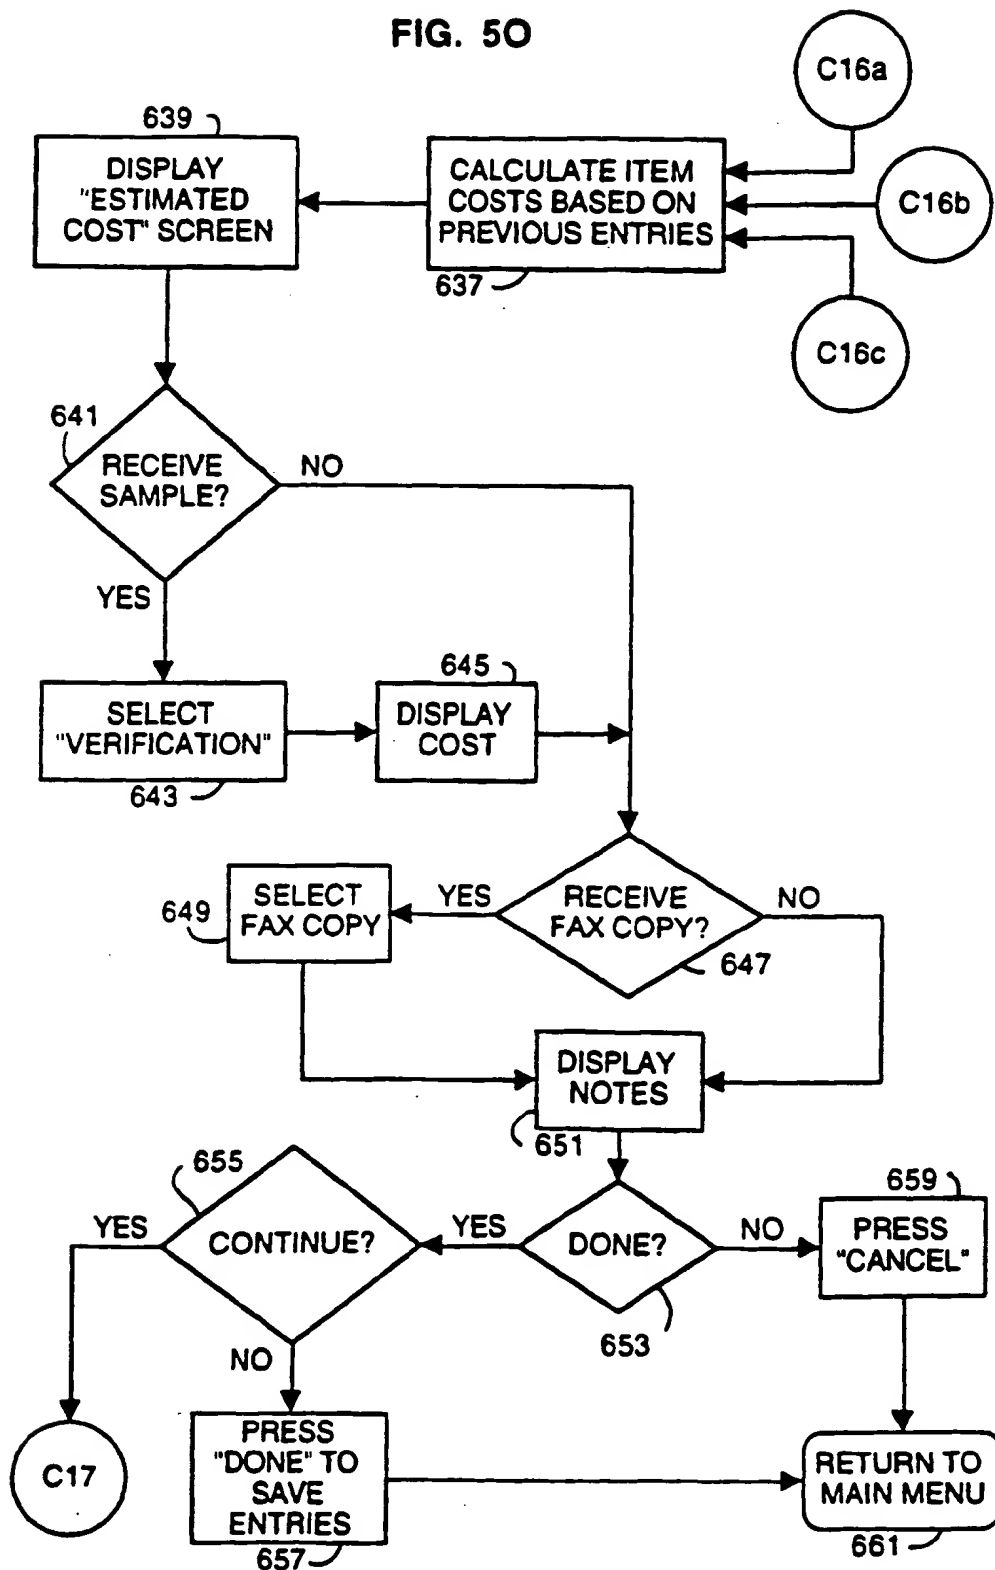 FIG. 5O
C16a
639
DISPLAY
"ESTIMATED
COST" SCREEN
CALCULATE ITEM
COSTS BASED ON
PREVIOUS ENTRIES
637
C16b
C16c
641
RECEIVE
SAMPLE?
NO
YES
SELECT
"VERIFICATION"
643
645
DISPLAY
COST
649
SELECT
FAX COPY
YES
RECEIVE
FAX COPY?
NO
647
DISPLAY
NOTES
651
655
YES
CONTINUE?
YES
DONE?
NO
653
659
PRESS
"CANCEL"
NO
C17
PRESS
"DONE" TO
SAVE
ENTRIES
657
RETURN TO
MAIN MENU
661